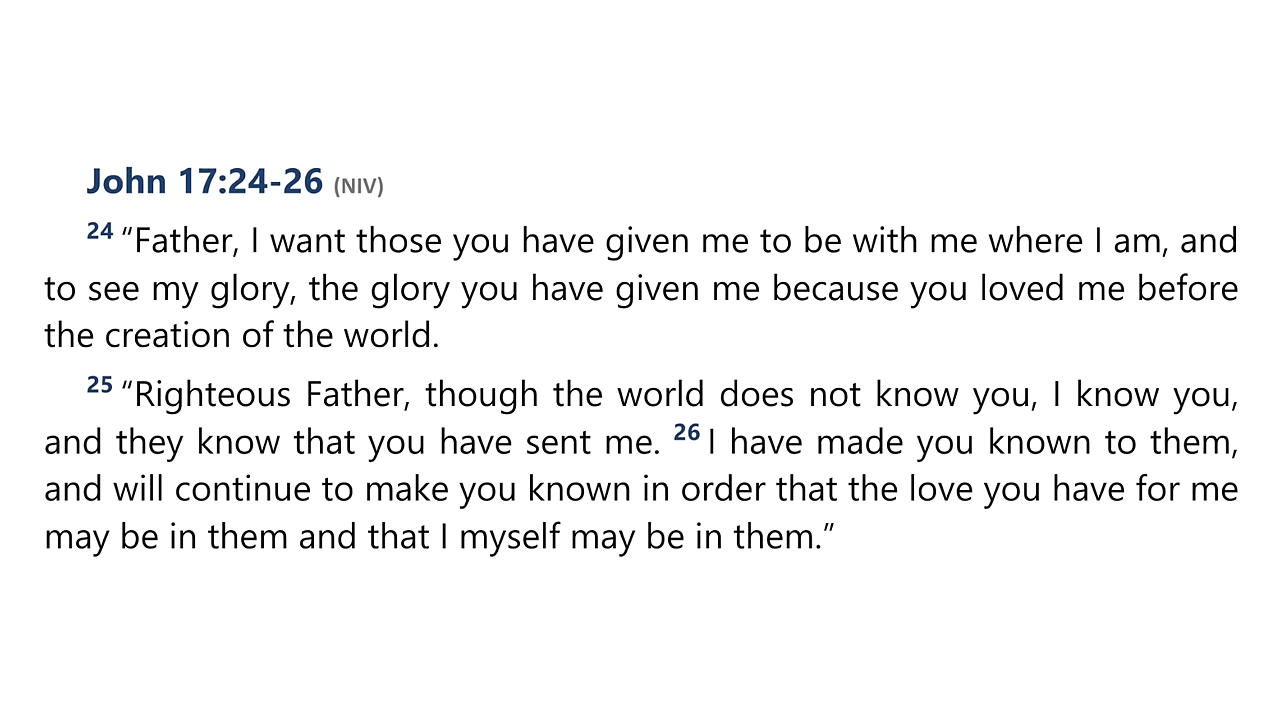 John 17:24-26 (NIV)
24 “Father, I want those you have given me to be with me where I am, and
to see my glory, the glory you have given me because you loved me before
the creation of the world.
25 “Righteous Father, though the world does not know you, I know you,
and they know that you have sent me. 26 I have made you known to them,
and will continue to make you known in order that the love you have for me
may be in them and that I myself may be in them.”